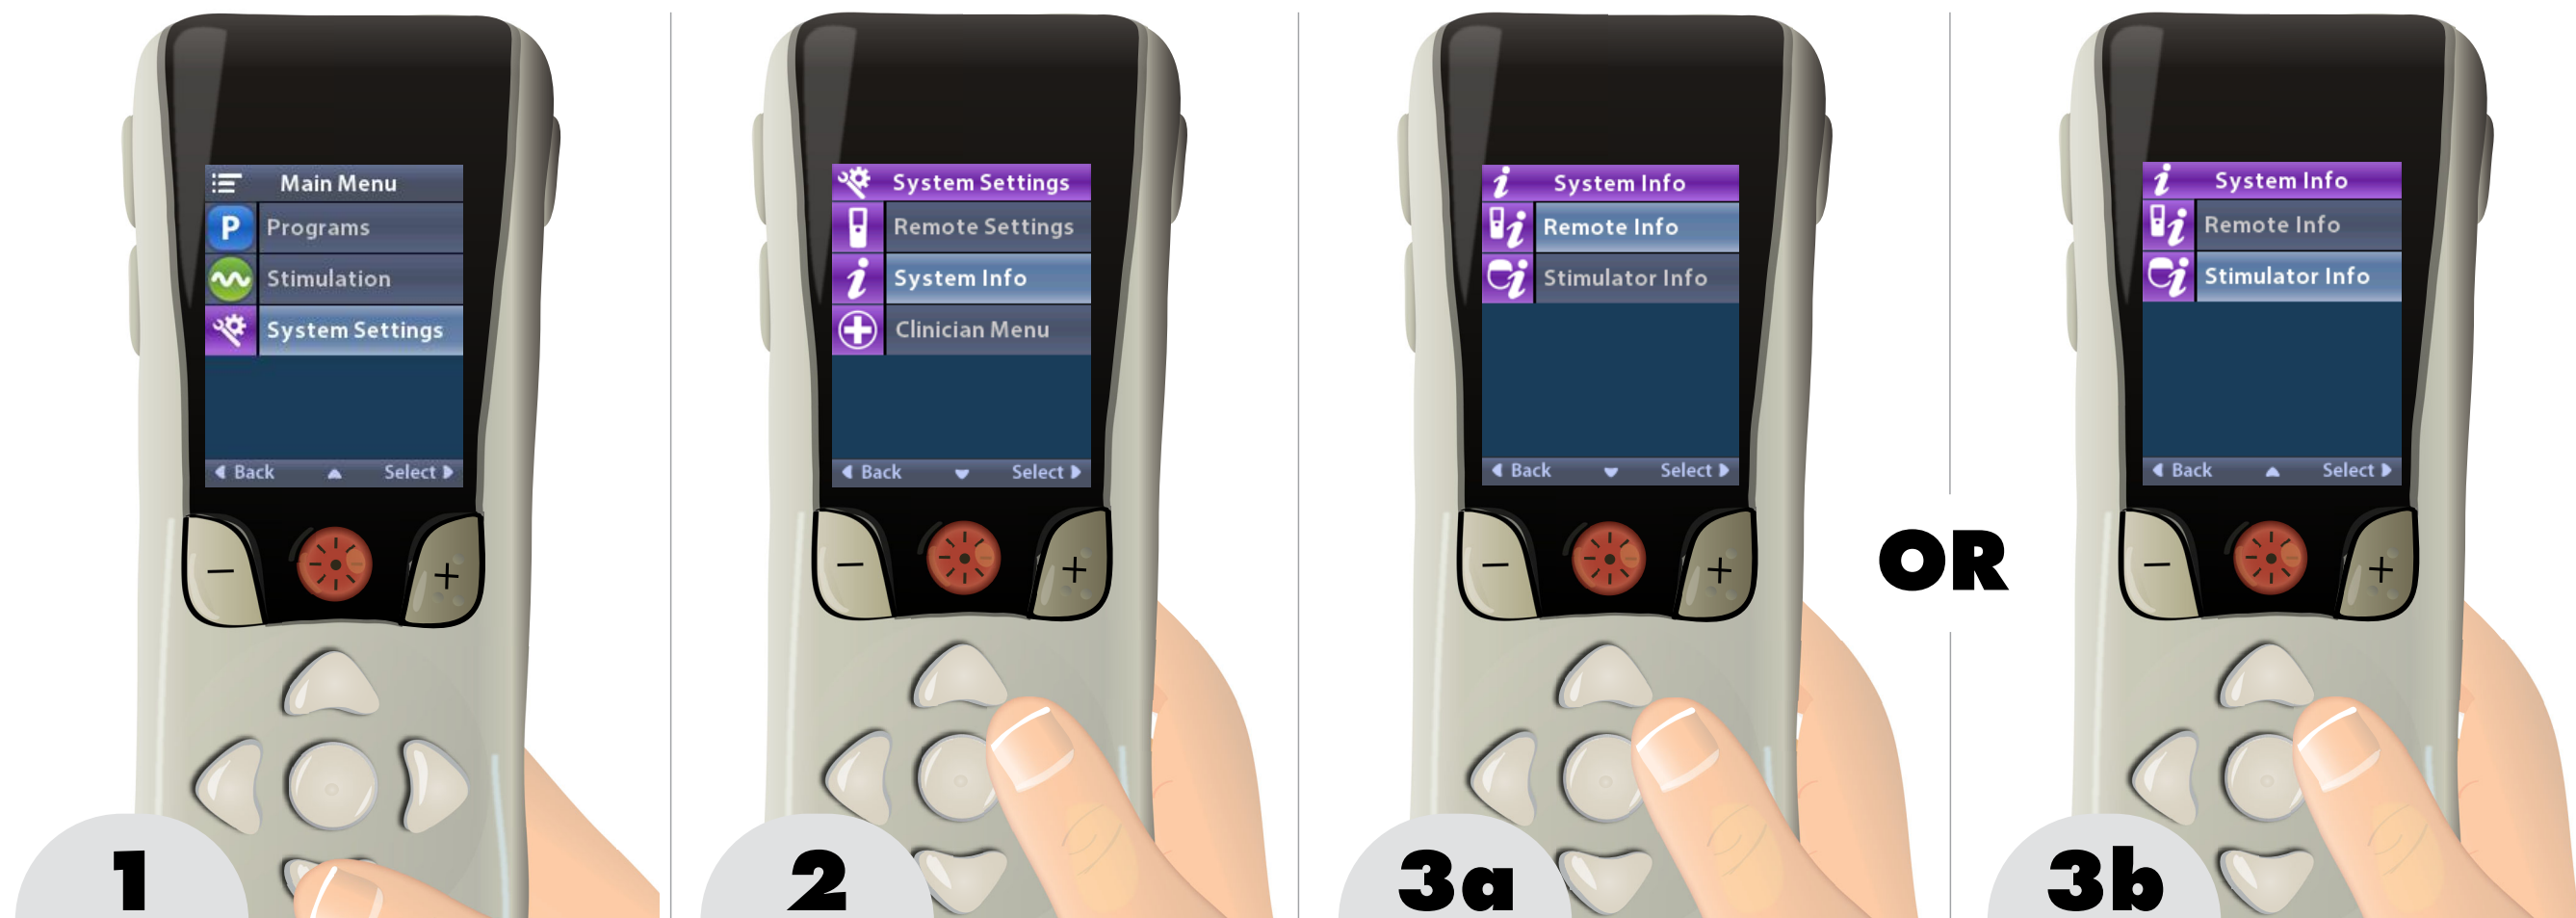 Main Menu
P Programs
Stimulation
System Settings
Back Select
− +
1
System Settings
Remote Settings
i System Info
Clinician Menu
Back Select
− +
2
i System Info
i Remote Info
i Stimulator Info
Back Select
− +
3a
OR
i System Info
i Remote Info
i Stimulator Info
Back Select
− +
3b